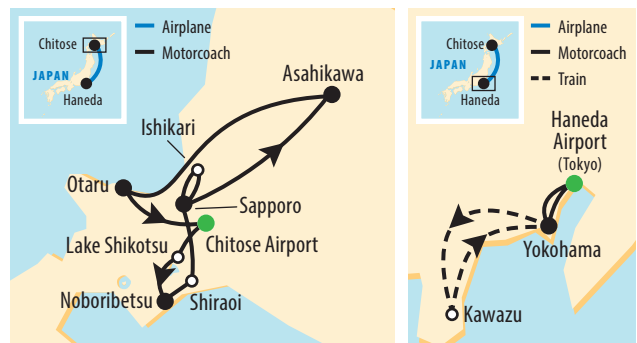 Chitose
JAPAN
Haneda
Airplane
Motorcoach
Asahikawa
Ishikari
Otaru
Sapporo
Lake Shikotsu
Chitose Airport
Noboribetsu
Shiraoi
Chitose
JAPAN
Haneda
Airplane
Motorcoach
Train
Haneda
Airport
(Tokyo)
Yokohama
Kawazu